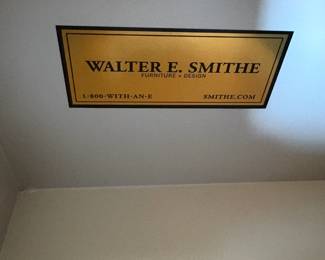 WALTER E. SMITHE
FURNITURE + DESIGN
1-800-WITH-AN-E SMITHE.COM